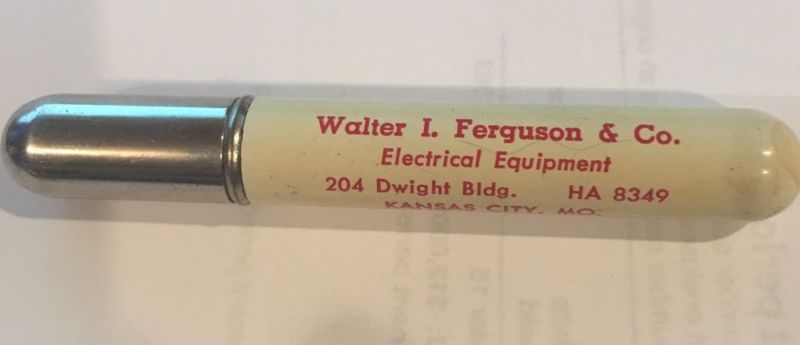 Walter I. Ferguson & Co.
Electrical Equipment
204 Dwight Bldg. HA 8349
KANSAS CITY, MO.